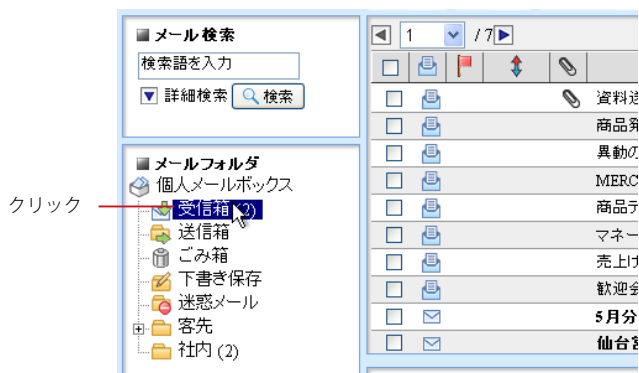 ■メール検索
検索語を入力
詳細検索 検索
■メールフォルダ
個人メールボックス
受信箱(2)
送信箱
ごみ箱
下書き保存
迷惑メール
客先
社内(2)
クリック
1 /7
資料送
商品発
異動の
MERC
商品デ
マネー
売上げ
歓迎会
5月分
仙台営